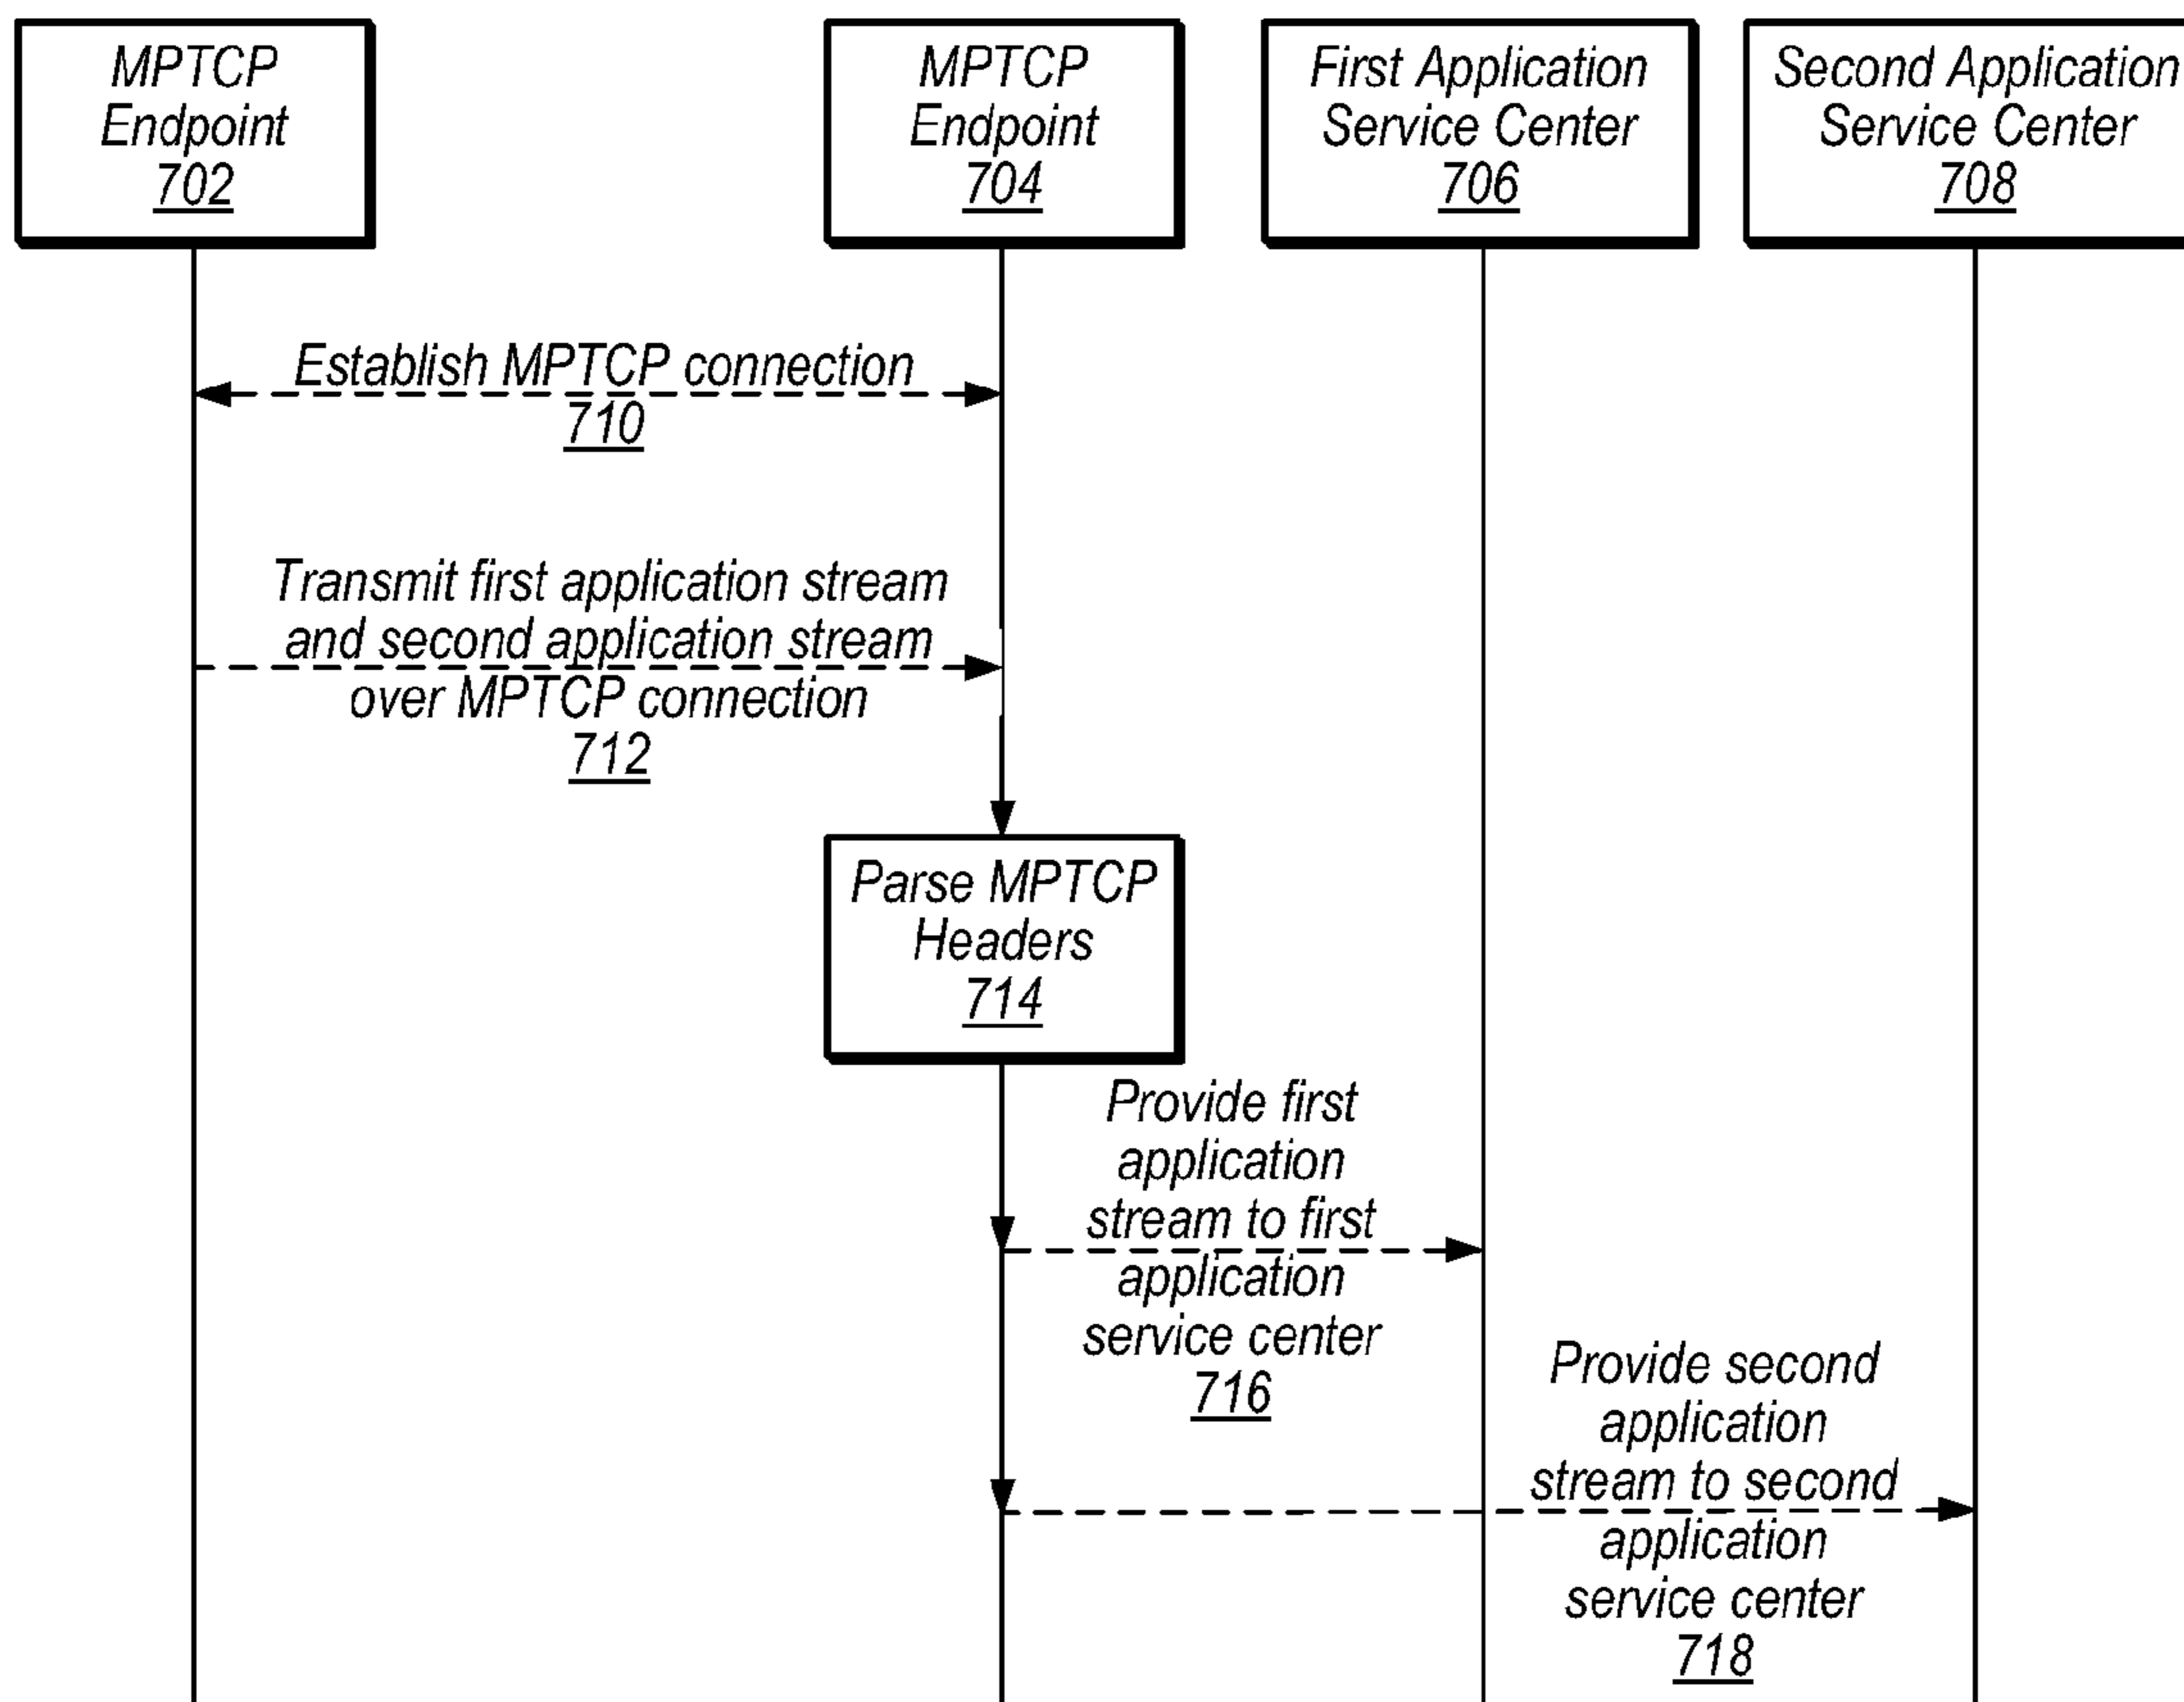 MPTCP
Endpoint
702
MPTCP
Endpoint
704
First Application
Service Center
706
Second Application
Service Center
708
Establish MPTCP connection
710
Transmit first application stream
and second application stream
over MPTCP connection
712
Parse MPTCP
Headers
714
Provide first
application
stream to first
application
service center
716
Provide second
application
stream to second
application
service center
718